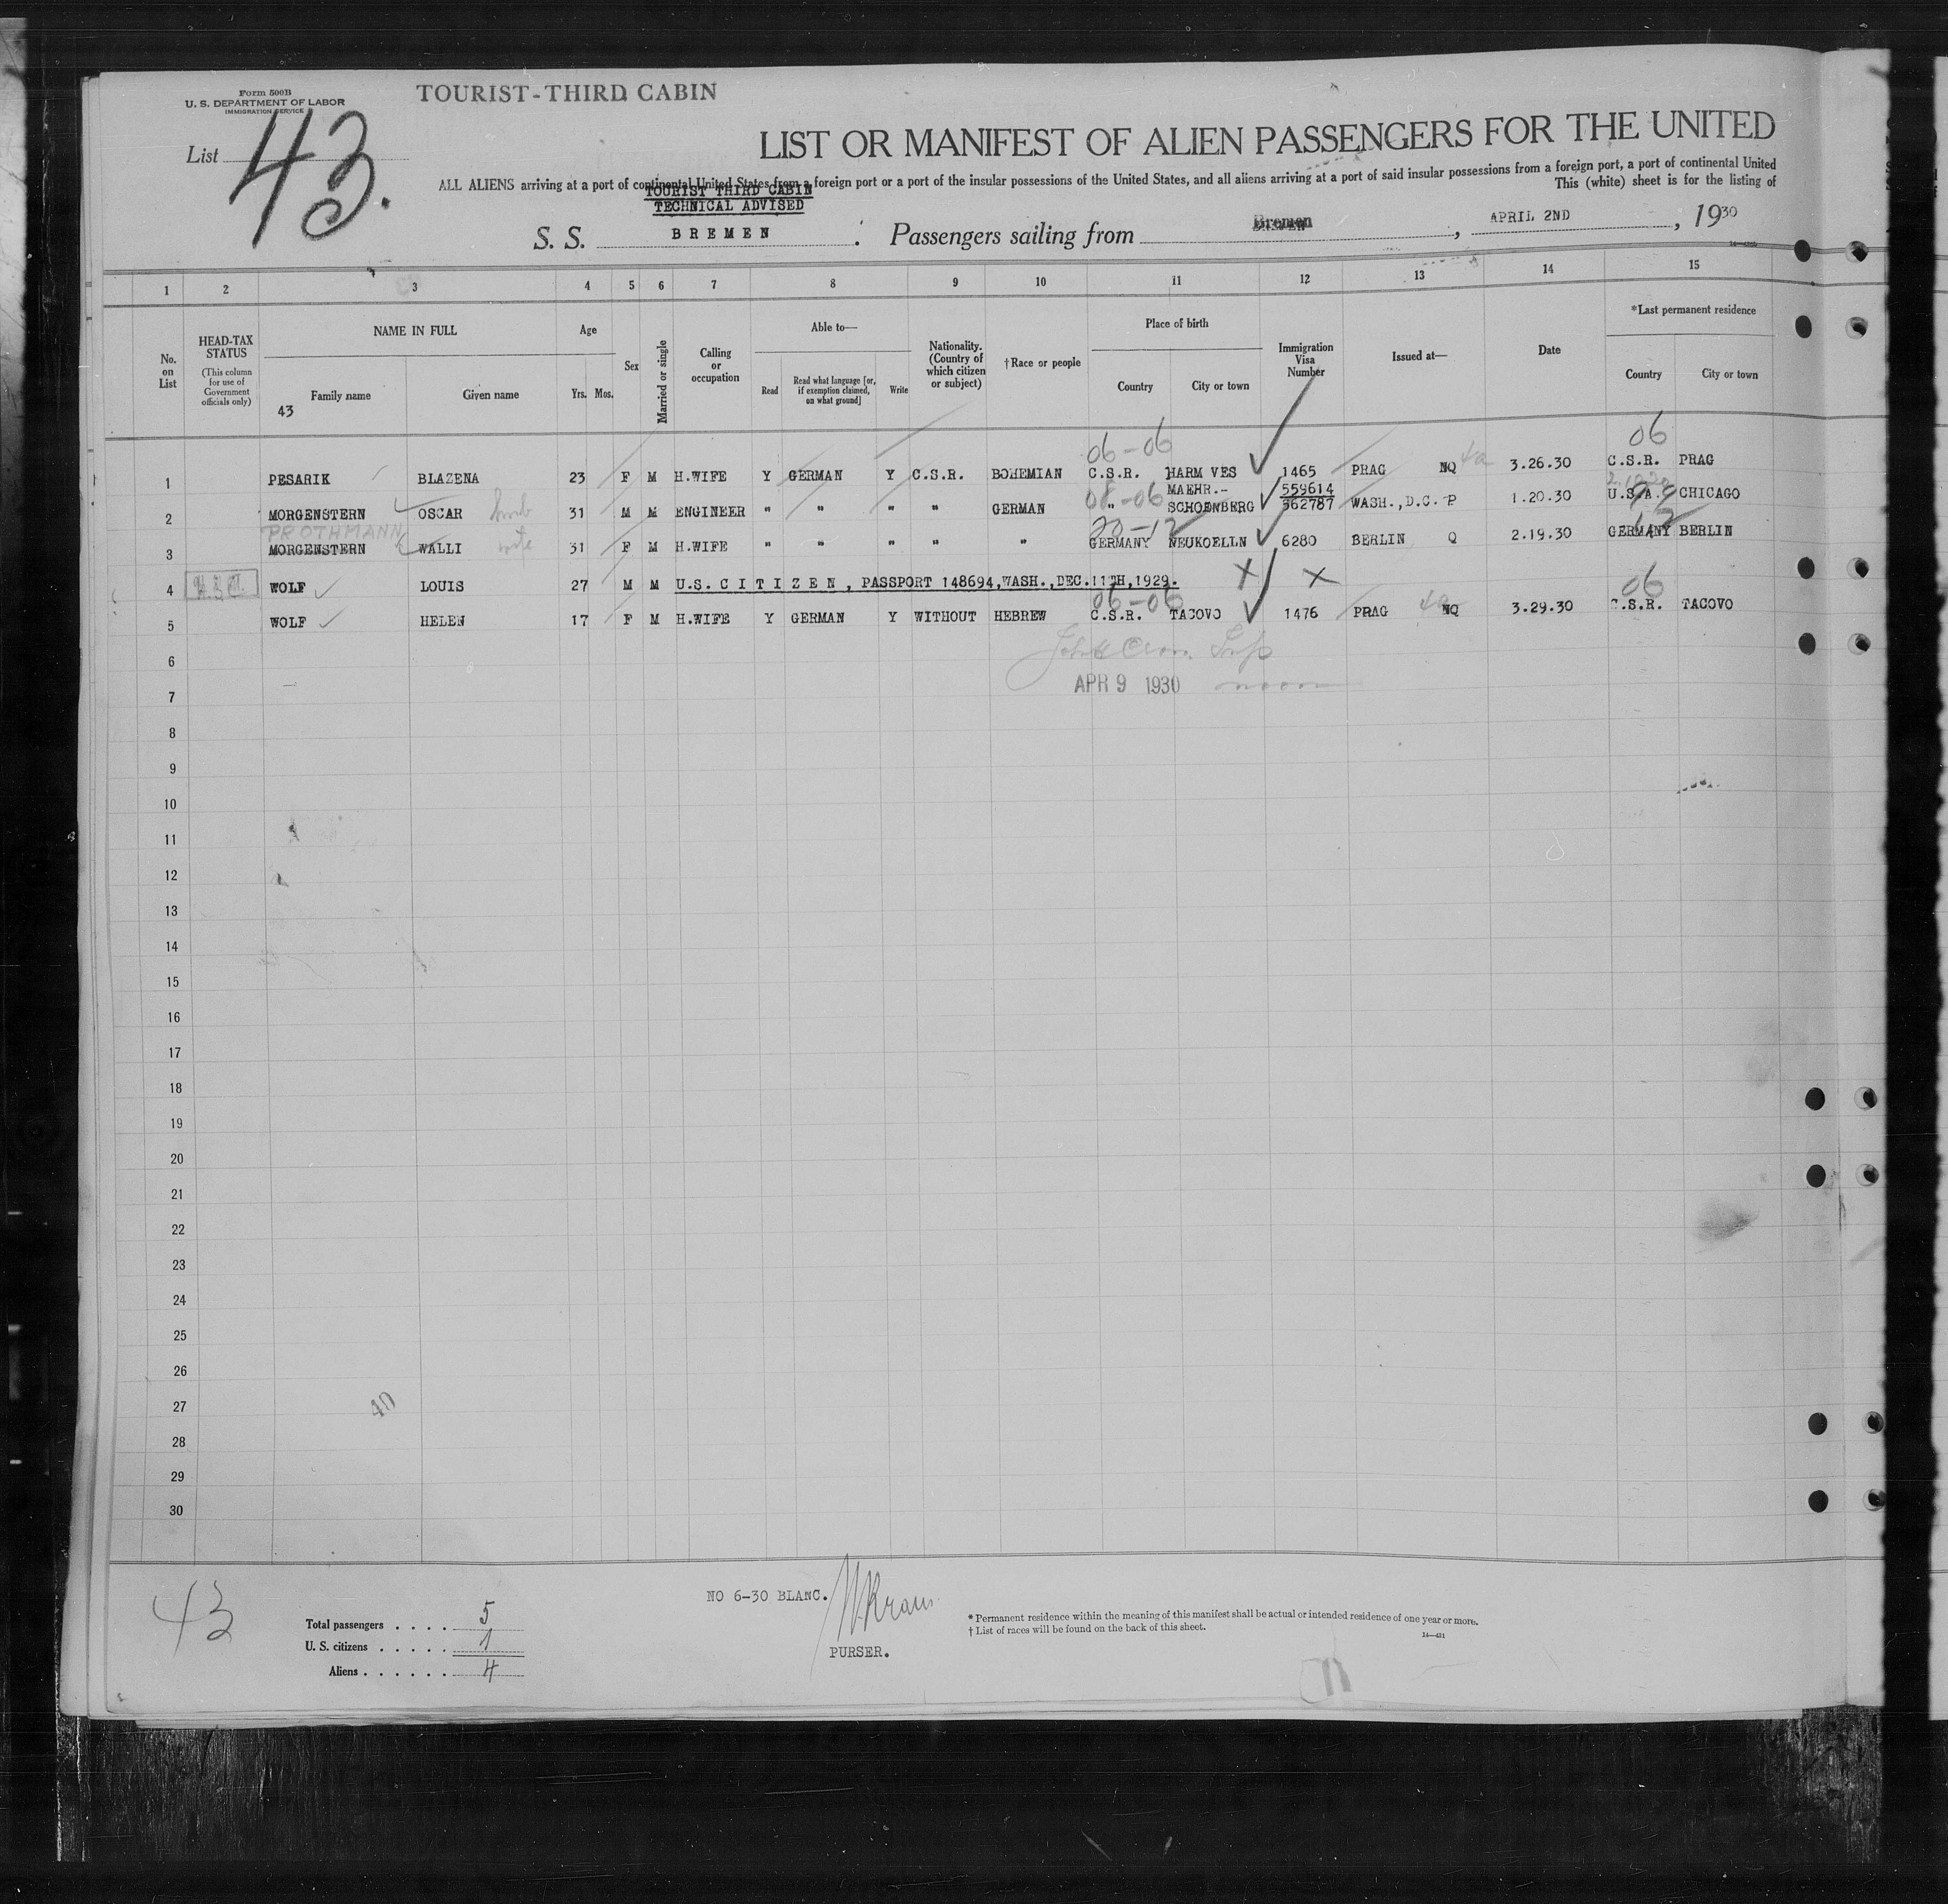 Form 500B
U. S. DEPARTMENT OF LABOR
IMMIGRATION SERVICE
TOURIST-THIRD CABIN
List 43.
LIST OR MANIFEST OF ALIEN PASSENGERS FOR THE UNITED
ALL ALIENS arriving at a port of continental United States from a foreign port or a port of the insular possessions of the United States, and all aliens arriving at a port of said insular possessions from a foreign port, a port of continental United
This (white) sheet is for the listing of
TOURIST THIRD CABIN
TECHNICAL ADVISED
S. S. BREMEN Passengers sailing from Bremen, APRIL 2ND, 1930
1 2 3 4 5 6 7 8 9 10 11 12 13 14 15
No. on List
HEAD-TAX STATUS
(This column for use of Government officials only)
NAME IN FULL
Family name Given name
43
Age
Yrs. Mos.
Sex
Married or single
Calling or occupation
Able to—
Read
Read what language [or, if exemption claimed, on what ground]
Write
Nationality. (Country of which citizen or subject)
†Race or people
Place of birth
Country City or town
Immigration Visa Number
Issued at—
Date
*Last permanent residence
Country City or town
06-06 06
1 PESARIK BLAZENA 23 F M H.WIFE Y GERMAN Y C.S.R. BOHEMIAN C.S.R. HARM VES 1465 PRAG NQ 3.26.30 C.S.R. PRAG
08-06 MAEHR.- 559614
2 MORGENSTERN OSCAR 31 M M ENGINEER " " " " GERMAN " SCHOENBERG 362787 WASH.,D.C. P 1.20.30 U.S.A. CHICAGO
PROTHMANN wife 20-12 12
3 MORGENSTERN WALLI 31 F M H.WIFE " " " " " GERMANY NEUKOELLN 6280 BERLIN Q 2.19.30 GERMANY BERLIN
4 WOLF LOUIS 27 M M U.S. CITIZEN, PASSPORT 148694,WASH.,DEC.11TH,1929. X X
06-06 06
5 WOLF HELEN 17 F M H.WIFE Y GERMAN Y WITHOUT HEBREW C.S.R. TACOVO 1476 PRAG NQ 3.29.30 C.S.R. TACOVO
6
7 APR 9 1930 noon
8
9
10
11
12
13
14
15
16
17
18
19
20
21
22
23
24
25
26
27
40
28
29
30
43
NO 6-30 BLANC.
PURSER.
Total passengers . . . . 5
U. S. citizens . . . . . 1
Aliens . . . . . . 4
* Permanent residence within the meaning of this manifest shall be actual or intended residence of one year or more.
† List of races will be found on the back of this sheet.
14—421